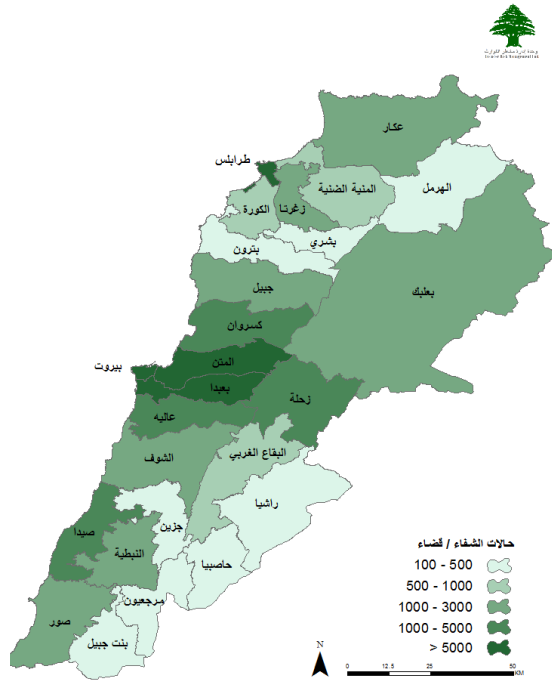 عكار
طرابلس
المنية الضنية
الهرمل
زغرتا
الكورة
بشري
بترون
جبيل
بعلبك
كسروان
المتن
بيروت
بعبدا
زحلة
عاليه
البقاع الغربي
الشوف
راشيا
صيدا
جزين
النبطية
حاصبيا
مرجعيون
صور
بنت جبيل
حالات الشفاء / قضاء
100 - 500
500 - 1000
1000 - 3000
1000 - 5000
> 5000
N
0 12.5 25 50
KM